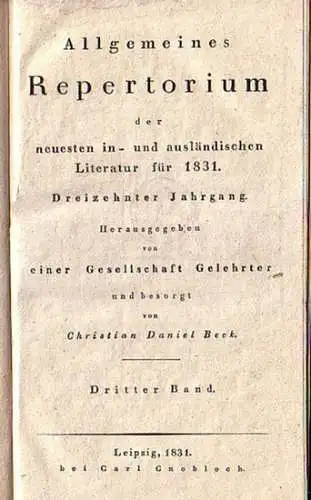 Allgemeines
Repertorium
der
neuesten in- und ausländischen
Literatur für 1831.
Dreizehnter Jahrgang.
Herausgegeben
von
einer Gesellschaft Gelehrter
und besorgt
von
Christian Daniel Beck.
Dritter Band.
Leipzig, 1831.
bei Carl Cnobloch.